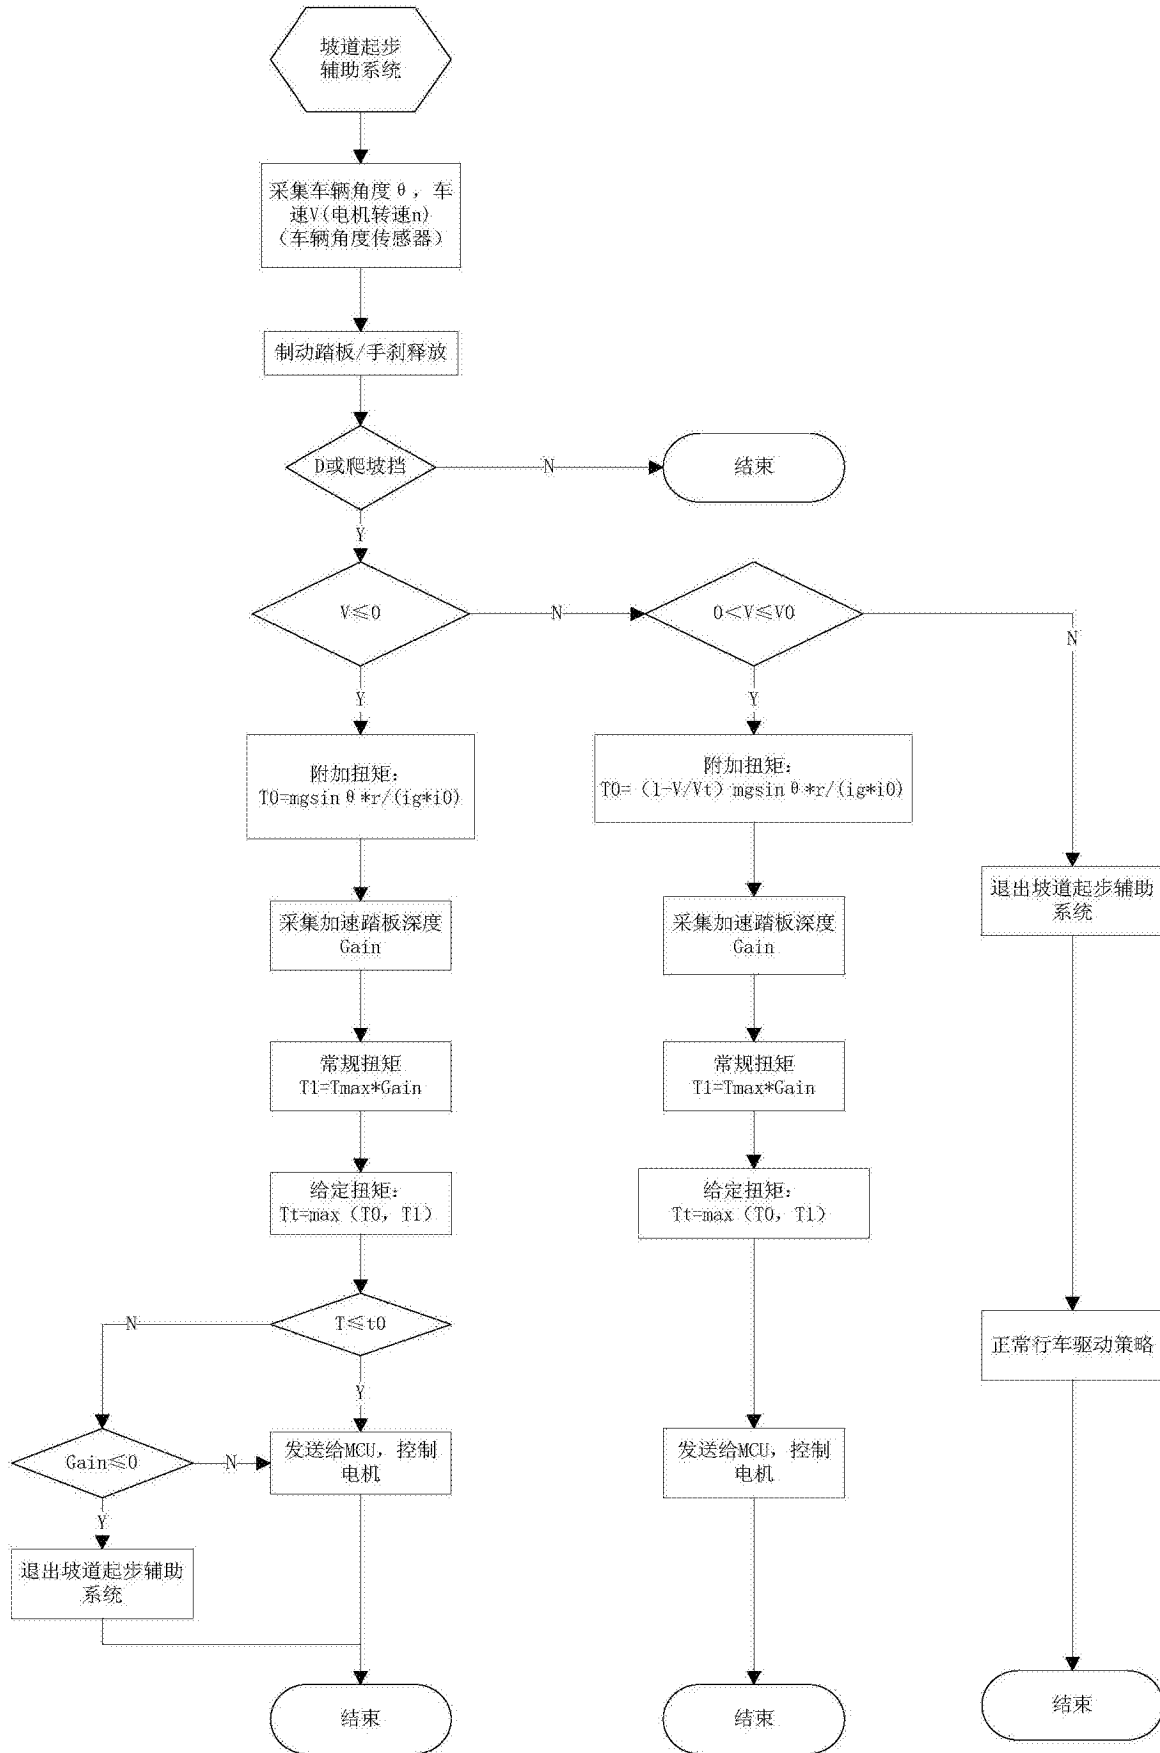 坡道起步
辅助系统
采集车辆角度θ，车
速V(电机转速n)
（车辆角度传感器）
制动踏板/手刹释放
D或爬坡挡
N
结束
Y
V≤0
N
0＜V≤V0
N
Y
Y
附加扭矩：
T0=mgsinθ*r/(ig*i0)
附加扭矩：
T0=（1-V/Vt）mgsinθ*r/(ig*i0)
采集加速踏板深度
Gain
采集加速踏板深度
Gain
退出坡道起步辅助
系统
常规扭矩
T1=Tmax*Gain
常规扭矩
T1=Tmax*Gain
给定扭矩：
Tt=max（T0，T1）
给定扭矩：
Tt=max（T0，T1）
N
T≤t0
正常行车驱动策略
Y
Gain≤0
N
发送给MCU，控制
电机
发送给MCU，控制
电机
Y
退出坡道起步辅助
系统
结束
结束
结束